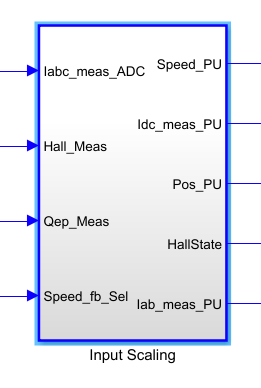 Speed_PU
Iabc_meas_ADC
Idc_meas_PU
Hall_Meas
Pos_PU
Qep_Meas
HallState
Speed_fb_Sel
Iab_meas_PU
Input Scaling